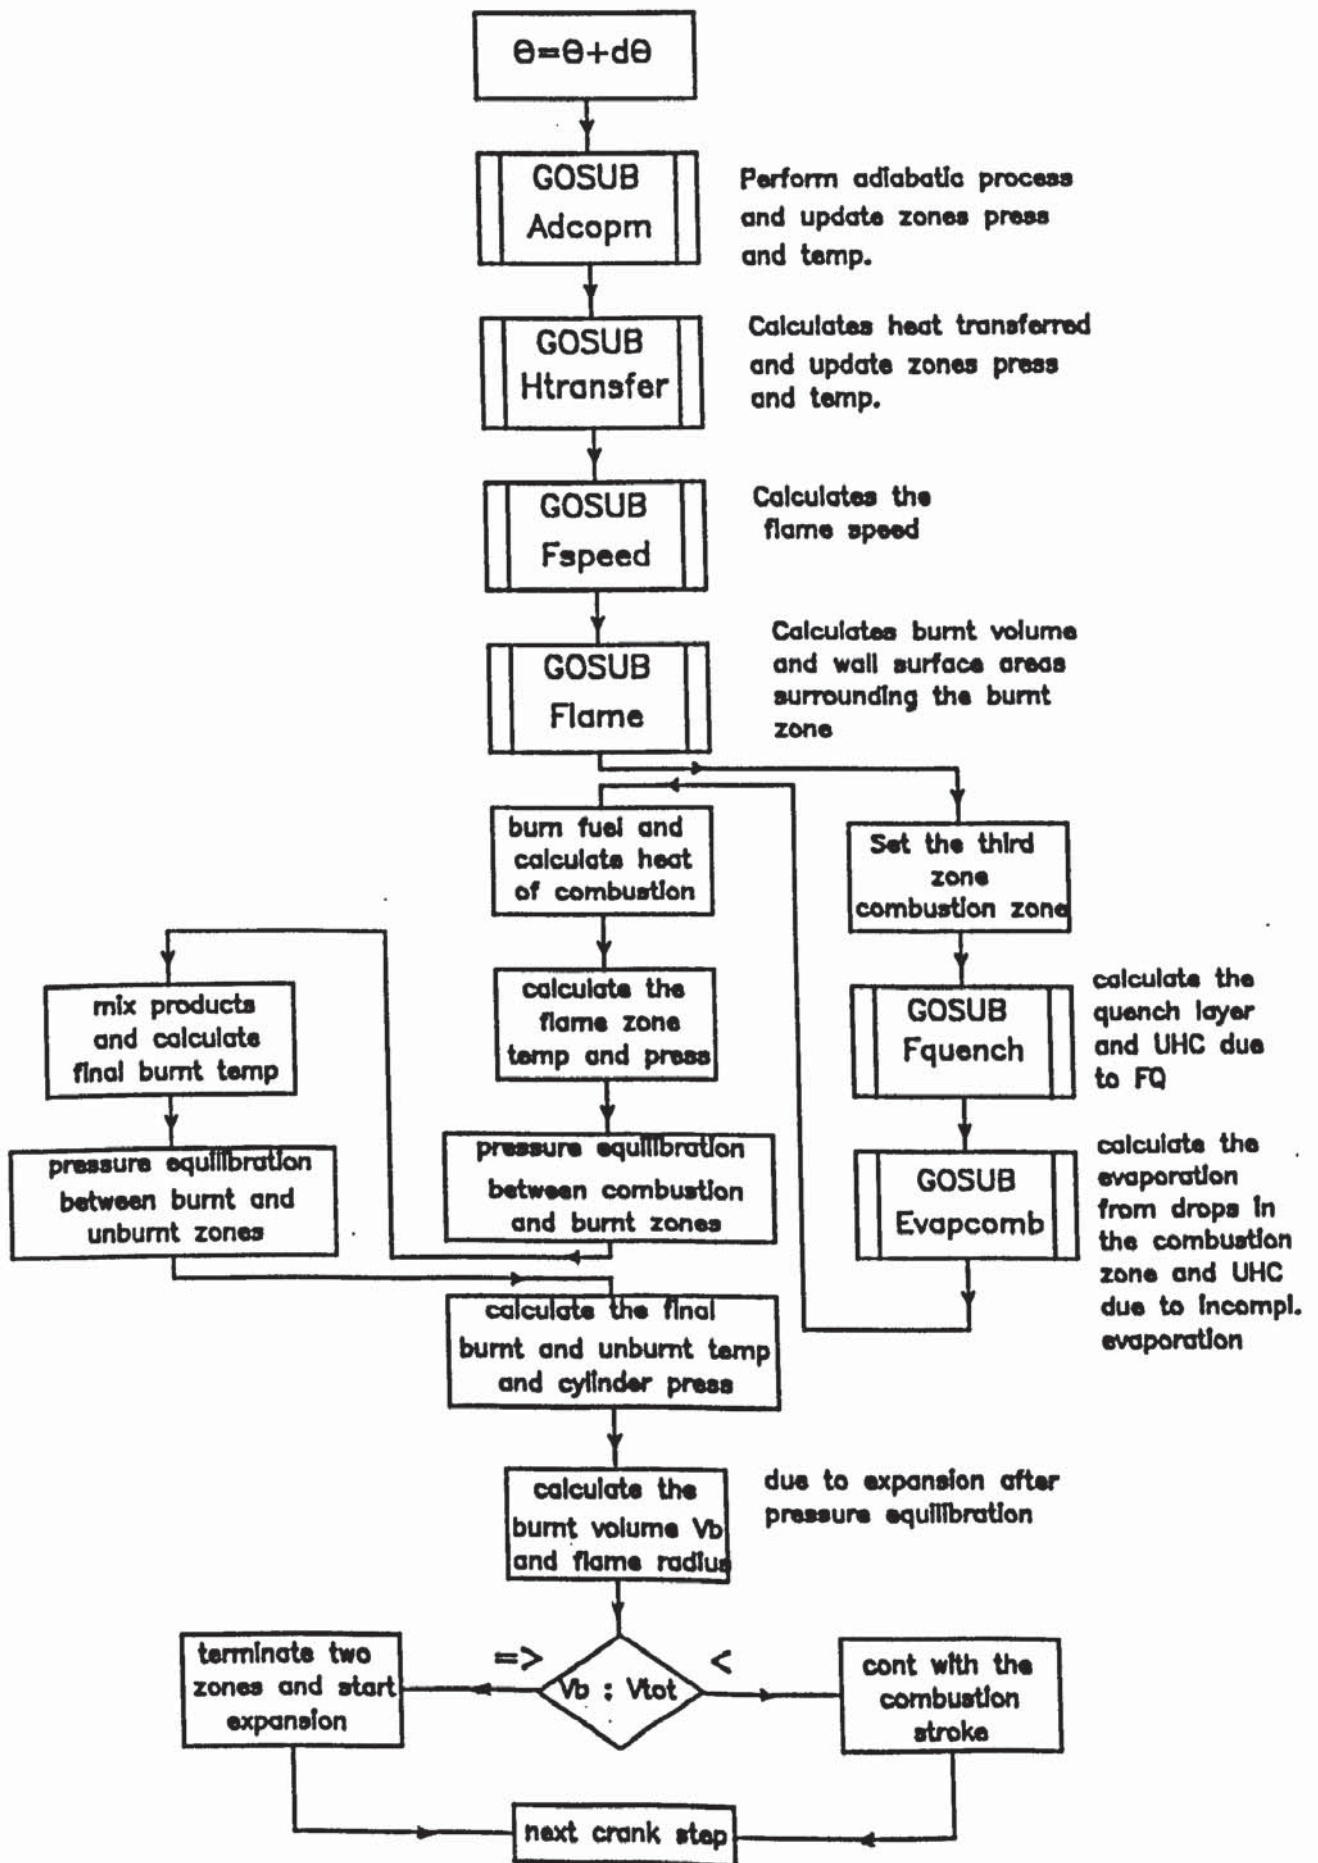 θ=θ+dθ
GOSUB
Adcopm
Perform adiabatic process
and update zones press
and temp.
GOSUB
Htransfer
Calculates heat transferred
and update zones press
and temp.
GOSUB
Fspeed
Calculates the
flame speed
GOSUB
Flame
Calculates burnt volume
and wall surface areas
surrounding the burnt
zone
Set the third
zone
combustion zone
GOSUB
Fquench
calculate the
quench layer
and UHC due
to FQ
GOSUB
Evapcomb
calculate the
evaporation
from drops in
the combustion
zone and UHC
due to incompl.
evaporation
burn fuel and
calculate heat
of combustion
calculate the
flame zone
temp and press
pressure equilibration
between combustion
and burnt zones
mix products
and calculate
final burnt temp
pressure equilibration
between burnt and
unburnt zones
calculate the final
burnt and unburnt temp
and cylinder press
calculate the
burnt volume Vb
and flame radius
due to expansion after
pressure equilibration
Vb : Vtot
=>
<
terminate two
zones and start
expansion
cont with the
combustion
stroke
next crank step